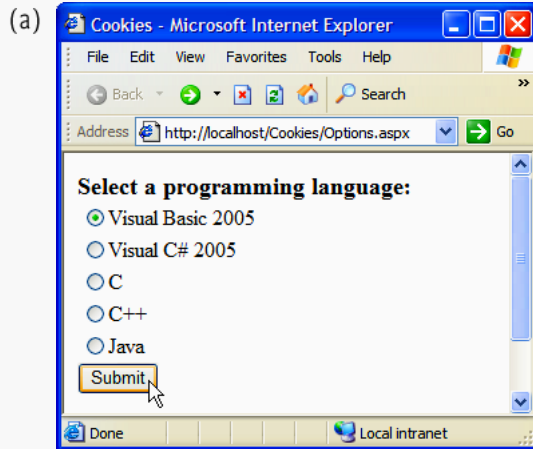 (a)
Cookies - Microsoft Internet Explorer
File Edit View Favorites Tools Help
Back Search »
Address http://localhost/Cookies/Options.aspx Go
Select a programming language:
Visual Basic 2005
Visual C# 2005
C
C++
Java
Submit
Done Local intranet